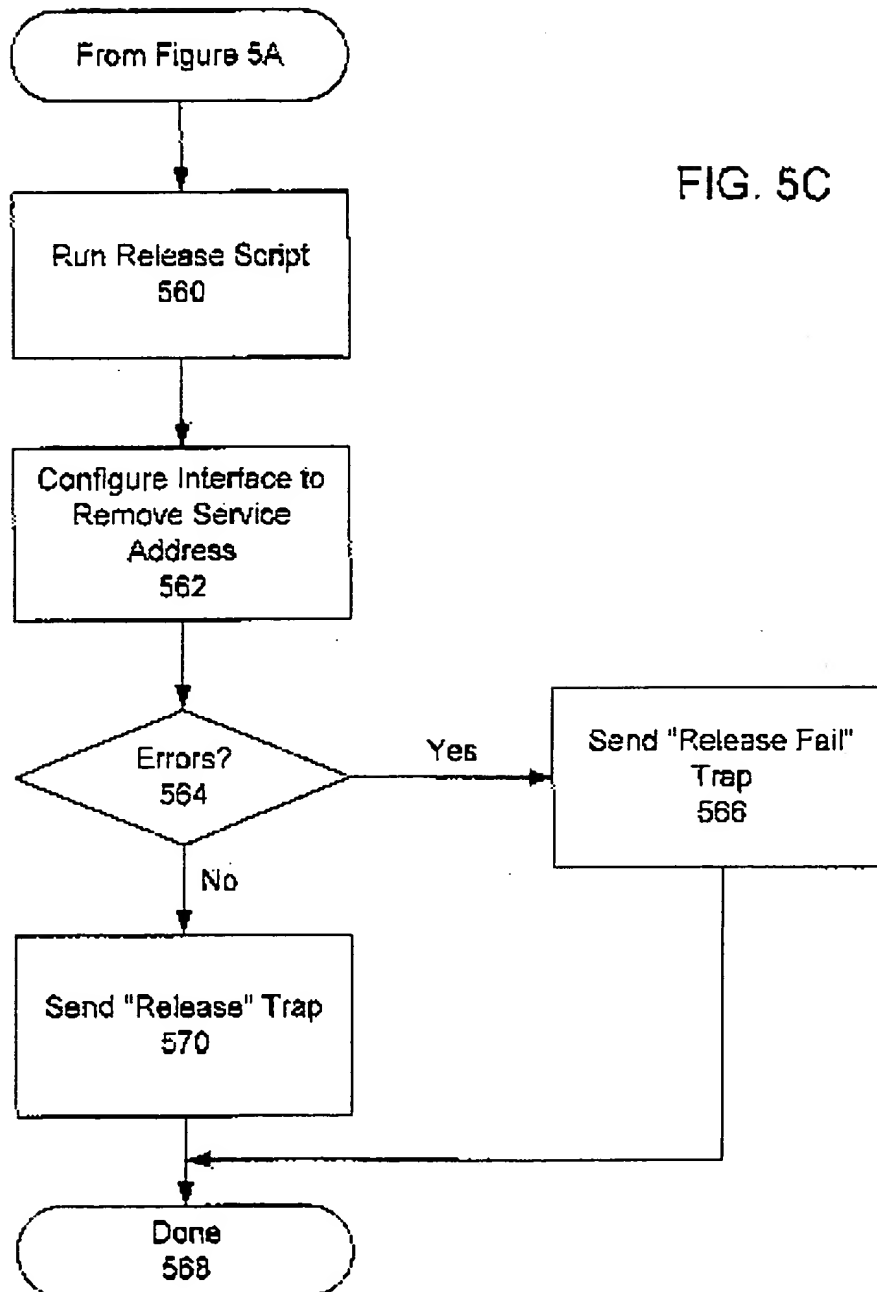 From Figure 5A
FIG. 5C
Run Release Script
560
Configure Interface to
Remove Service
Address
562
Errors?
564
Yes
Send "Release Fail"
Trap
566
No
Send "Release" Trap
570
Done
568